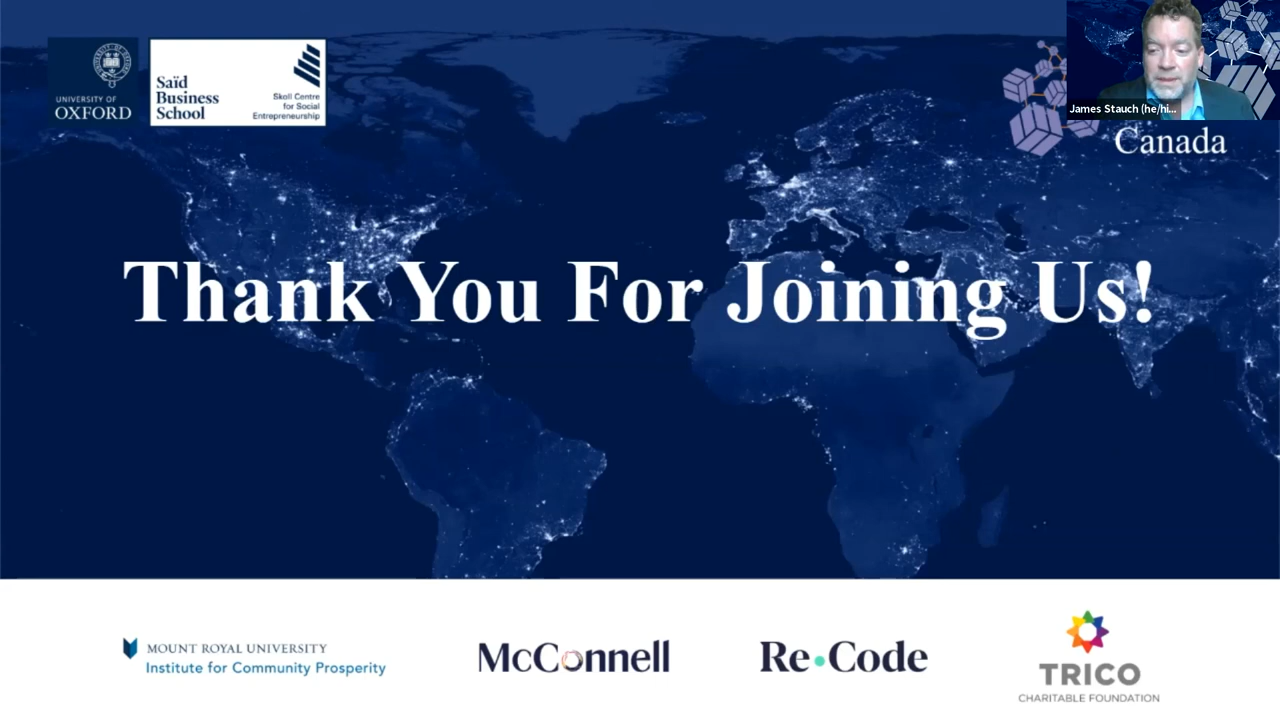 UNIVERSITY OF
OXFORD
Saïd
Business
School
Skoll Centre
for Social
Entrepreneurship
James Stauch (he/hi...
Canada
Thank You For Joining Us!
MOUNT ROYAL UNIVERSITY
Institute for Community Prosperity
McConnell
Re•Code
TRICO
CHARITABLE FOUNDATION